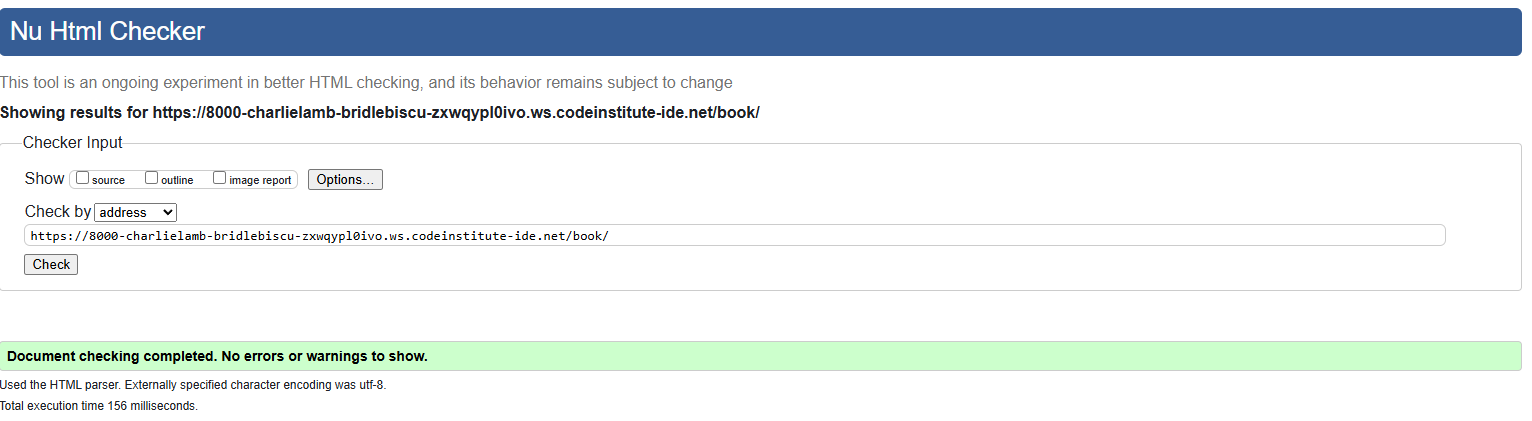 Nu Html Checker
This tool is an ongoing experiment in better HTML checking, and its behavior remains subject to change
Showing results for https://8000-charlielamb-bridlebiscu-zxwqypl0ivo.ws.codeinstitute-ide.net/book/
Checker Input
Show source outline image report Options...
Check by address
https://8000-charlielamb-bridlebiscu-zxwqypl0ivo.ws.codeinstitute-ide.net/book/
Check
Document checking completed. No errors or warnings to show.
Used the HTML parser. Externally specified character encoding was utf-8.
Total execution time 156 milliseconds.